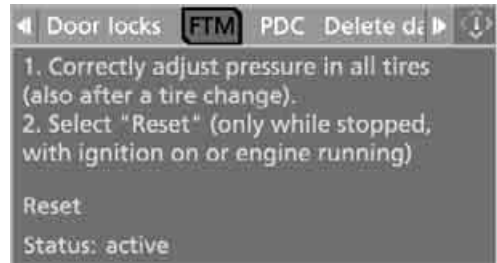 Door locks FTM PDC Delete da
1. Correctly adjust pressure in all tires
(also after a tire change).
2. Select "Reset" (only while stopped,
with ignition on or engine running)
Reset
Status: active